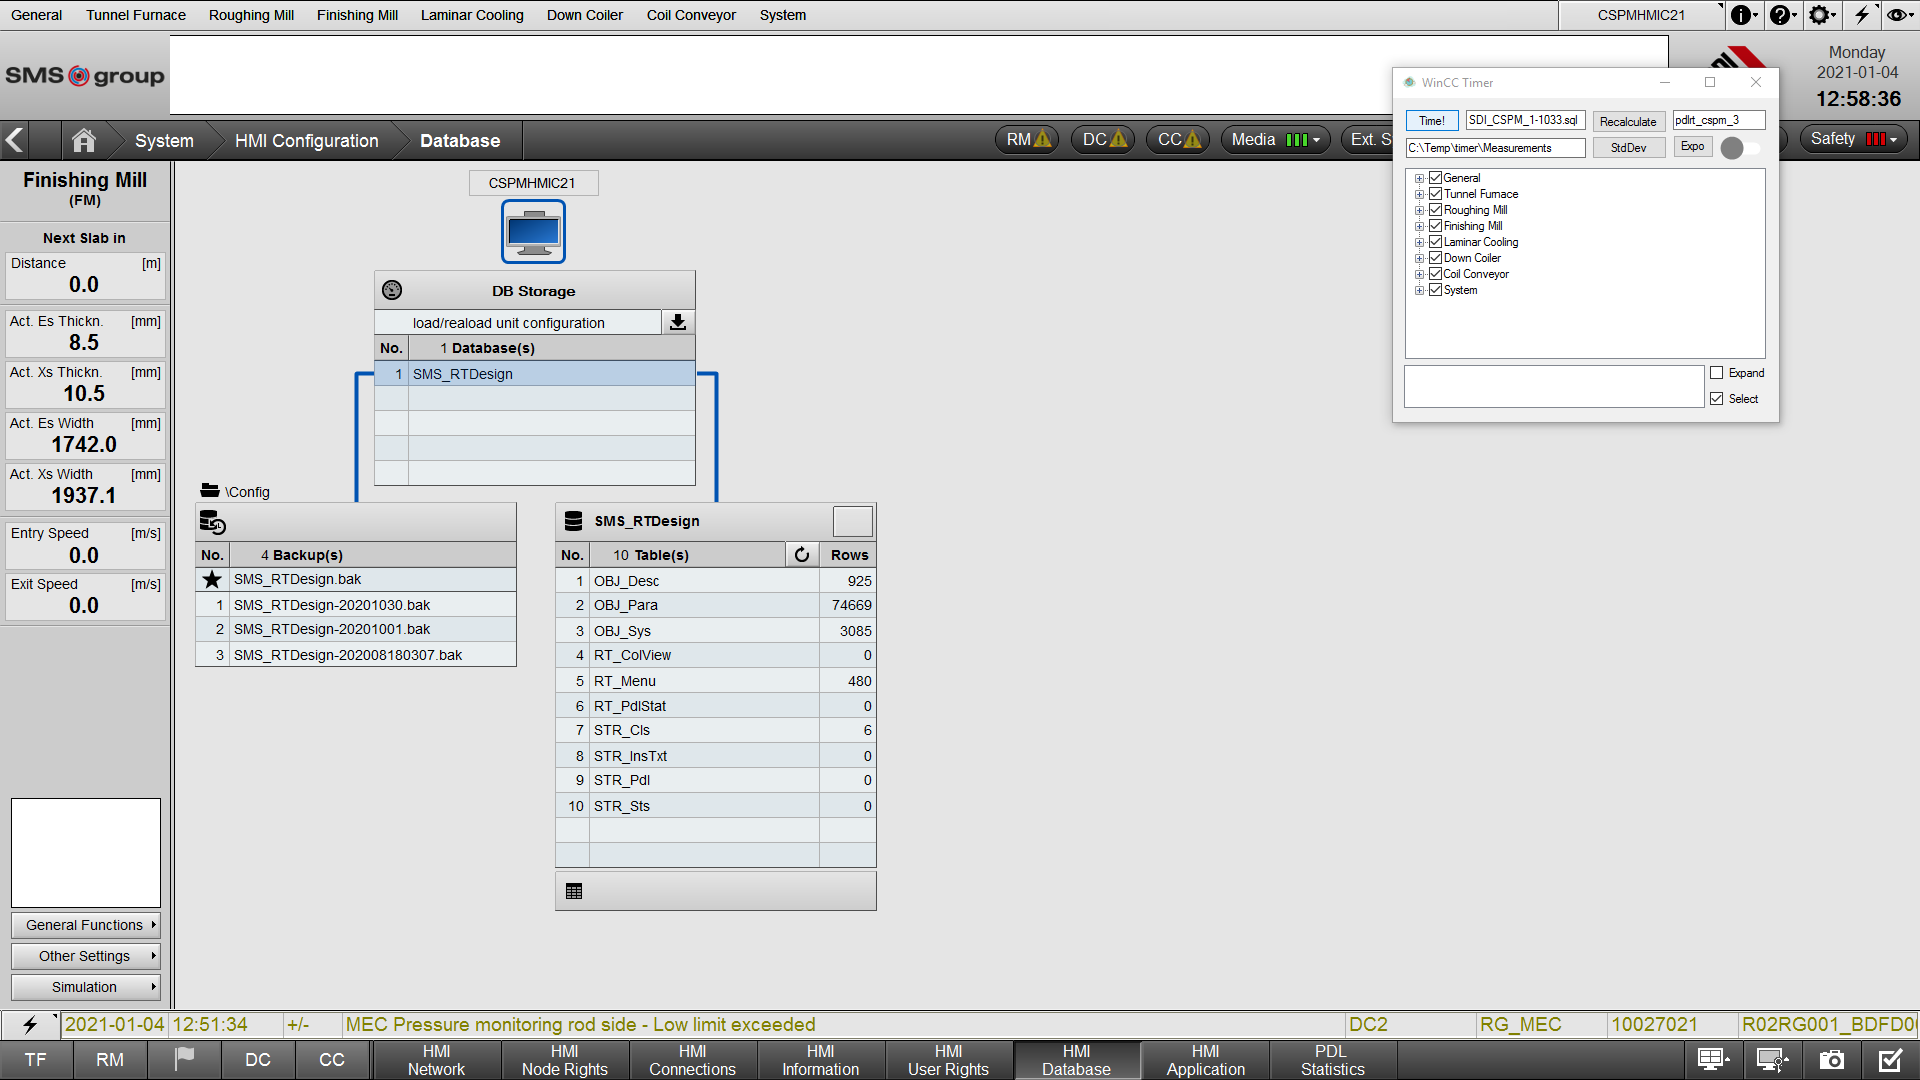 General Tunnel Furnace Roughing Mill Finishing Mill Laminar Cooling Down Coiler Coil Conveyor System CSPMHMIC21
SMS group
Monday
2021-01-04
12:58:36
System HMI Configuration Database RM DC CC Media Ext. S Safety
WinCC Timer
Time! SDI_CSPM_1-1033.sql Recalculate pdlrt_cspm_3
C:\Temp\timer\Measurements StdDev Expo
General
Tunnel Furnace
Roughing Mill
Finishing Mill
Laminar Cooling
Down Coiler
Coil Conveyor
System
Expand
Select
Finishing Mill
(FM)
Next Slab in
Distance [m]
0.0
Act. Es Thickn. [mm]
8.5
Act. Xs Thickn. [mm]
10.5
Act. Es Width [mm]
1742.0
Act. Xs Width [mm]
1937.1
Entry Speed [m/s]
0.0
Exit Speed [m/s]
0.0
General Functions
Other Settings
Simulation
CSPMHMIC21
DB Storage
load/reaload unit configuration
No. 1 Database(s)
1 SMS_RTDesign
\Config
No. 4 Backup(s)
SMS_RTDesign.bak
1 SMS_RTDesign-20201030.bak
2 SMS_RTDesign-20201001.bak
3 SMS_RTDesign-202008180307.bak
SMS_RTDesign
No. 10 Table(s) Rows
1 OBJ_Desc 925
2 OBJ_Para 74669
3 OBJ_Sys 3085
4 RT_ColView 0
5 RT_Menu 480
6 RT_PdlStat 0
7 STR_Cls 6
8 STR_InsTxt 0
9 STR_Pdl 0
10 STR_Sts 0
2021-01-04 12:51:34 +/- MEC Pressure monitoring rod side - Low limit exceeded DC2 RG_MEC 10027021 R02RG001_BDFD0
TF RM DC CC HMI Network HMI Node Rights HMI Connections HMI Information HMI User Rights HMI Database HMI Application PDL Statistics